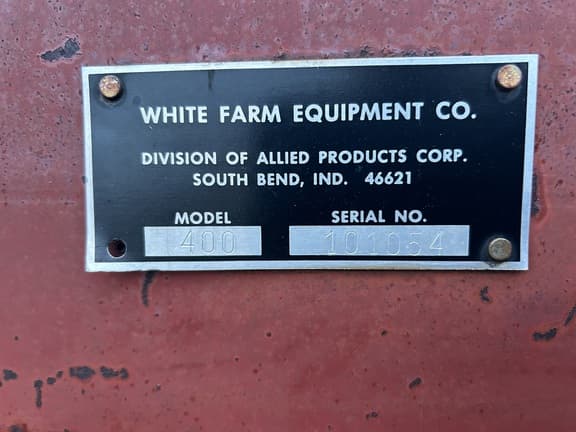 WHITE FARM EQUIPMENT CO.
DIVISION OF ALLIED PRODUCTS CORP.
SOUTH BEND, IND. 46621
MODEL SERIAL NO.
400 101054